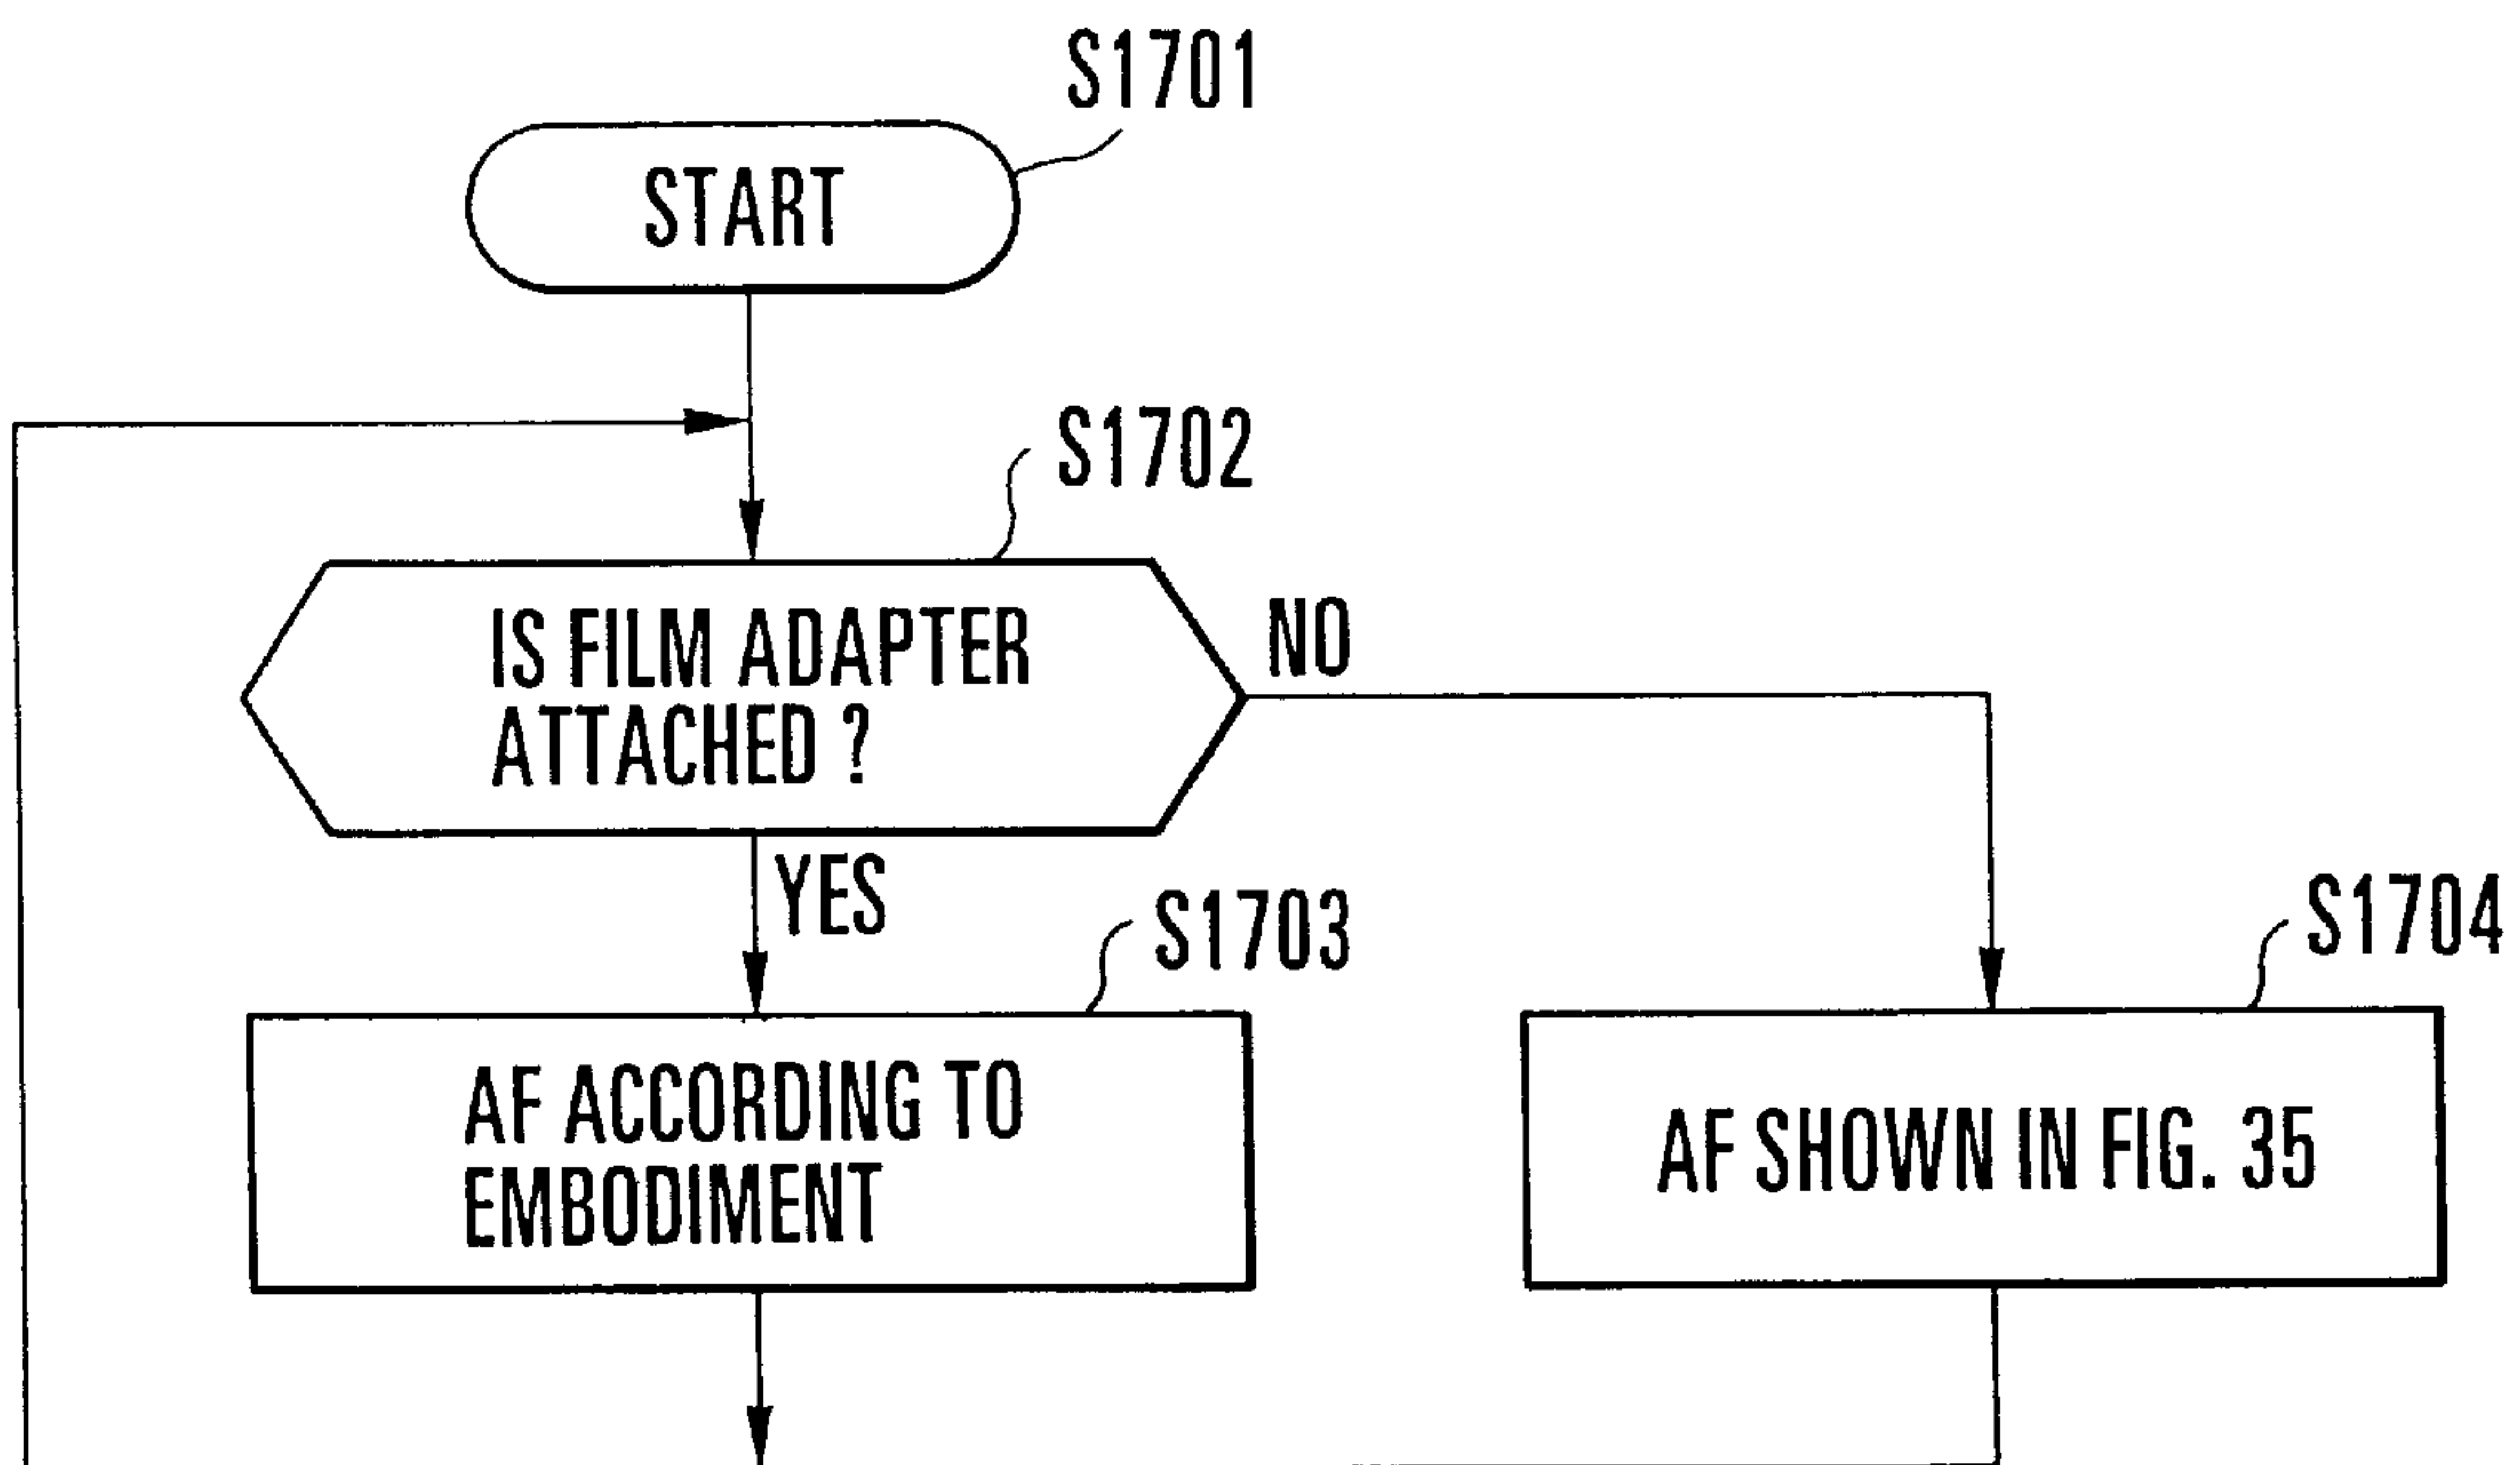 S1701
START
S1702
IS FILM ADAPTER
ATTACHED ?
NO
YES
S1703
S1704
AF ACCORDING TO
EMBODIMENT
AF SHOWN IN FIG. 35